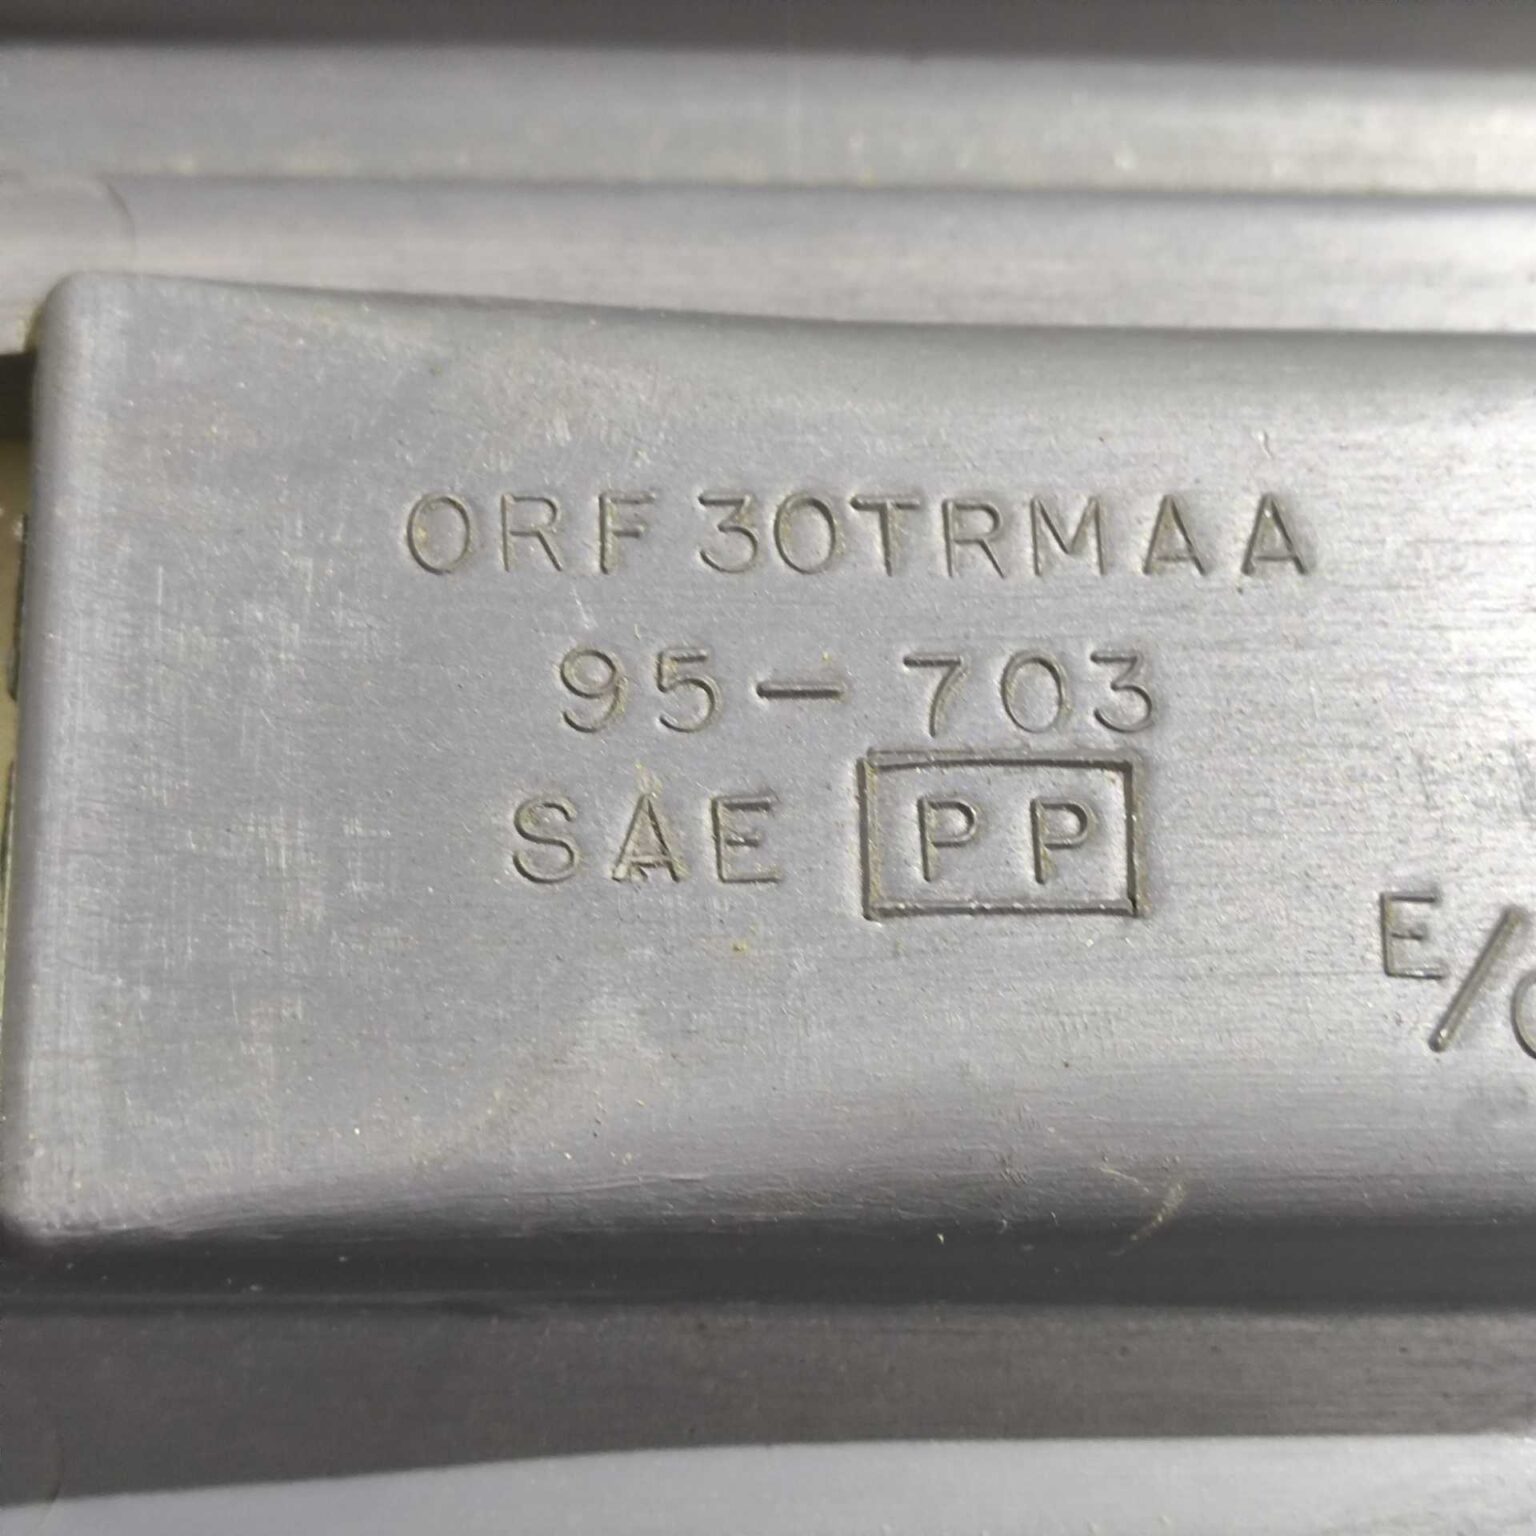 ORF 30TRMAA
95-703
SAE PP
E/